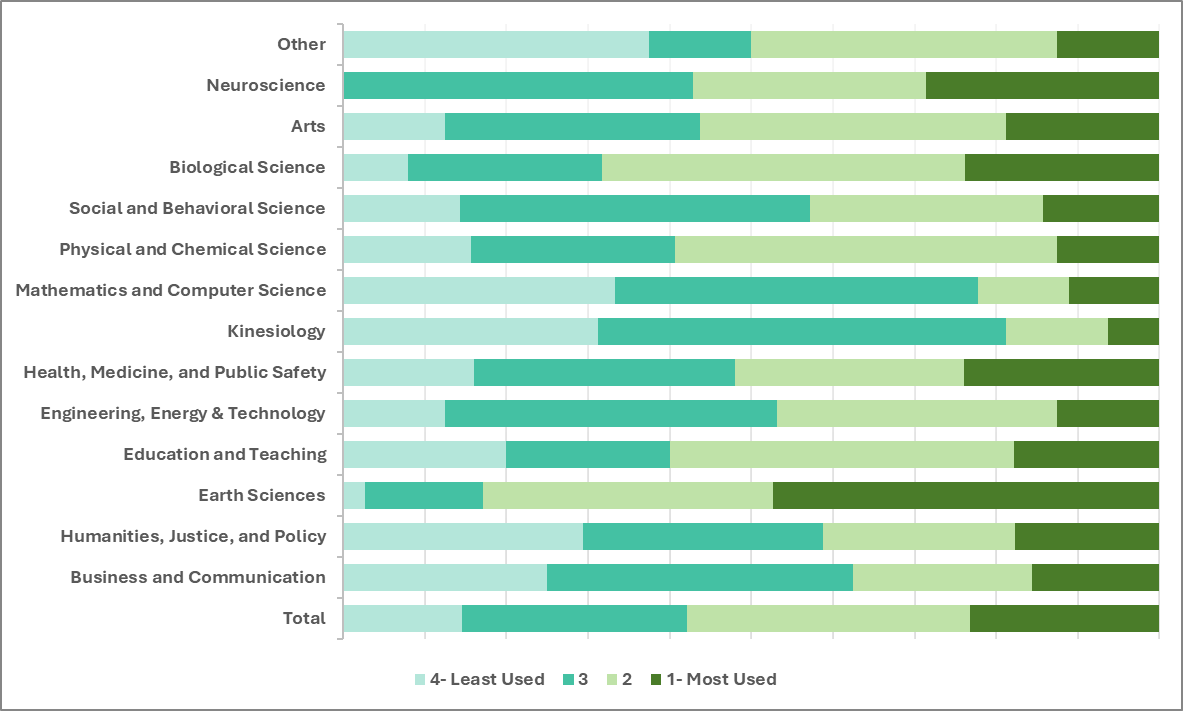 Other
Neuroscience
Arts
Biological Science
Social and Behavioral Science
Physical and Chemical Science
Mathematics and Computer Science
Kinesiology
Health, Medicine, and Public Safety
Engineering, Energy & Technology
Education and Teaching
Earth Sciences
Humanities, Justice, and Policy
Business and Communication
Total
4- Least Used 3 2 1- Most Used